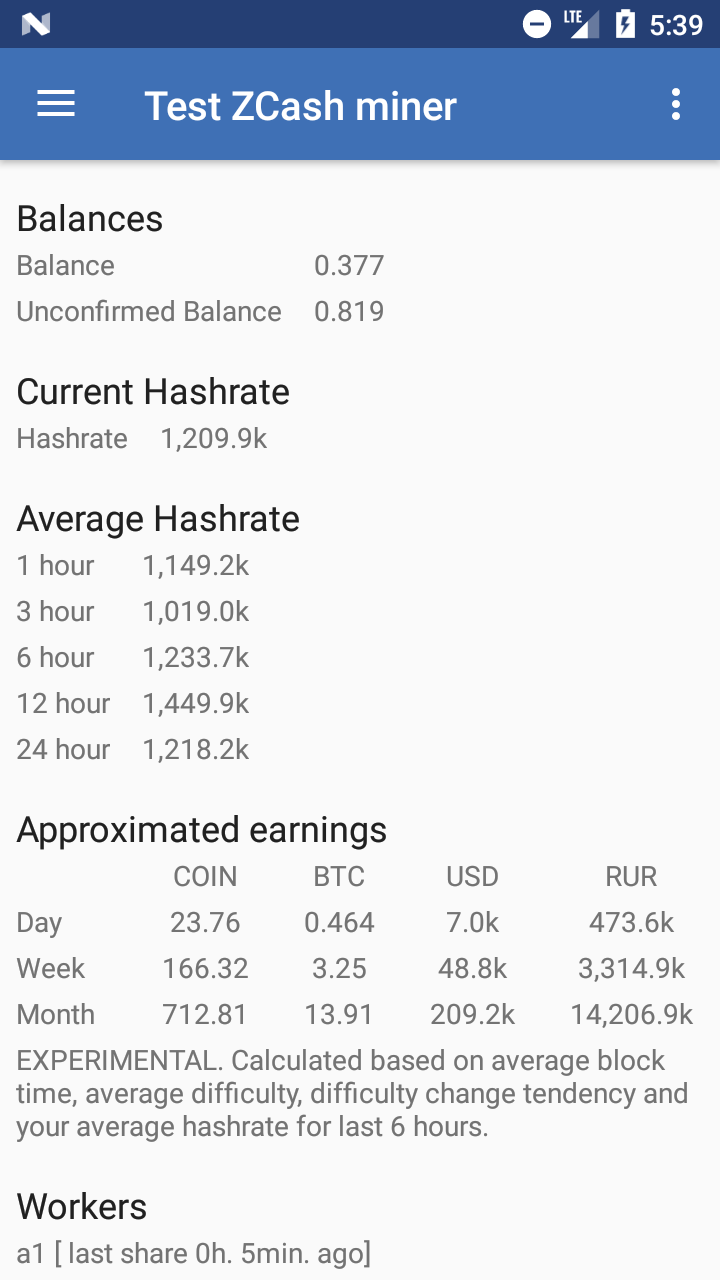 LTE 5:39
Test ZCash miner
Balances
Balance 0.377
Unconfirmed Balance 0.819
Current Hashrate
Hashrate 1,209.9k
Average Hashrate
1 hour 1,149.2k
3 hour 1,019.0k
6 hour 1,233.7k
12 hour 1,449.9k
24 hour 1,218.2k
Approximated earnings
COIN BTC USD RUR
Day 23.76 0.464 7.0k 473.6k
Week 166.32 3.25 48.8k 3,314.9k
Month 712.81 13.91 209.2k 14,206.9k
EXPERIMENTAL. Calculated based on average block
time, average difficulty, difficulty change tendency and
your average hashrate for last 6 hours.
Workers
a1 [ last share 0h. 5min. ago]